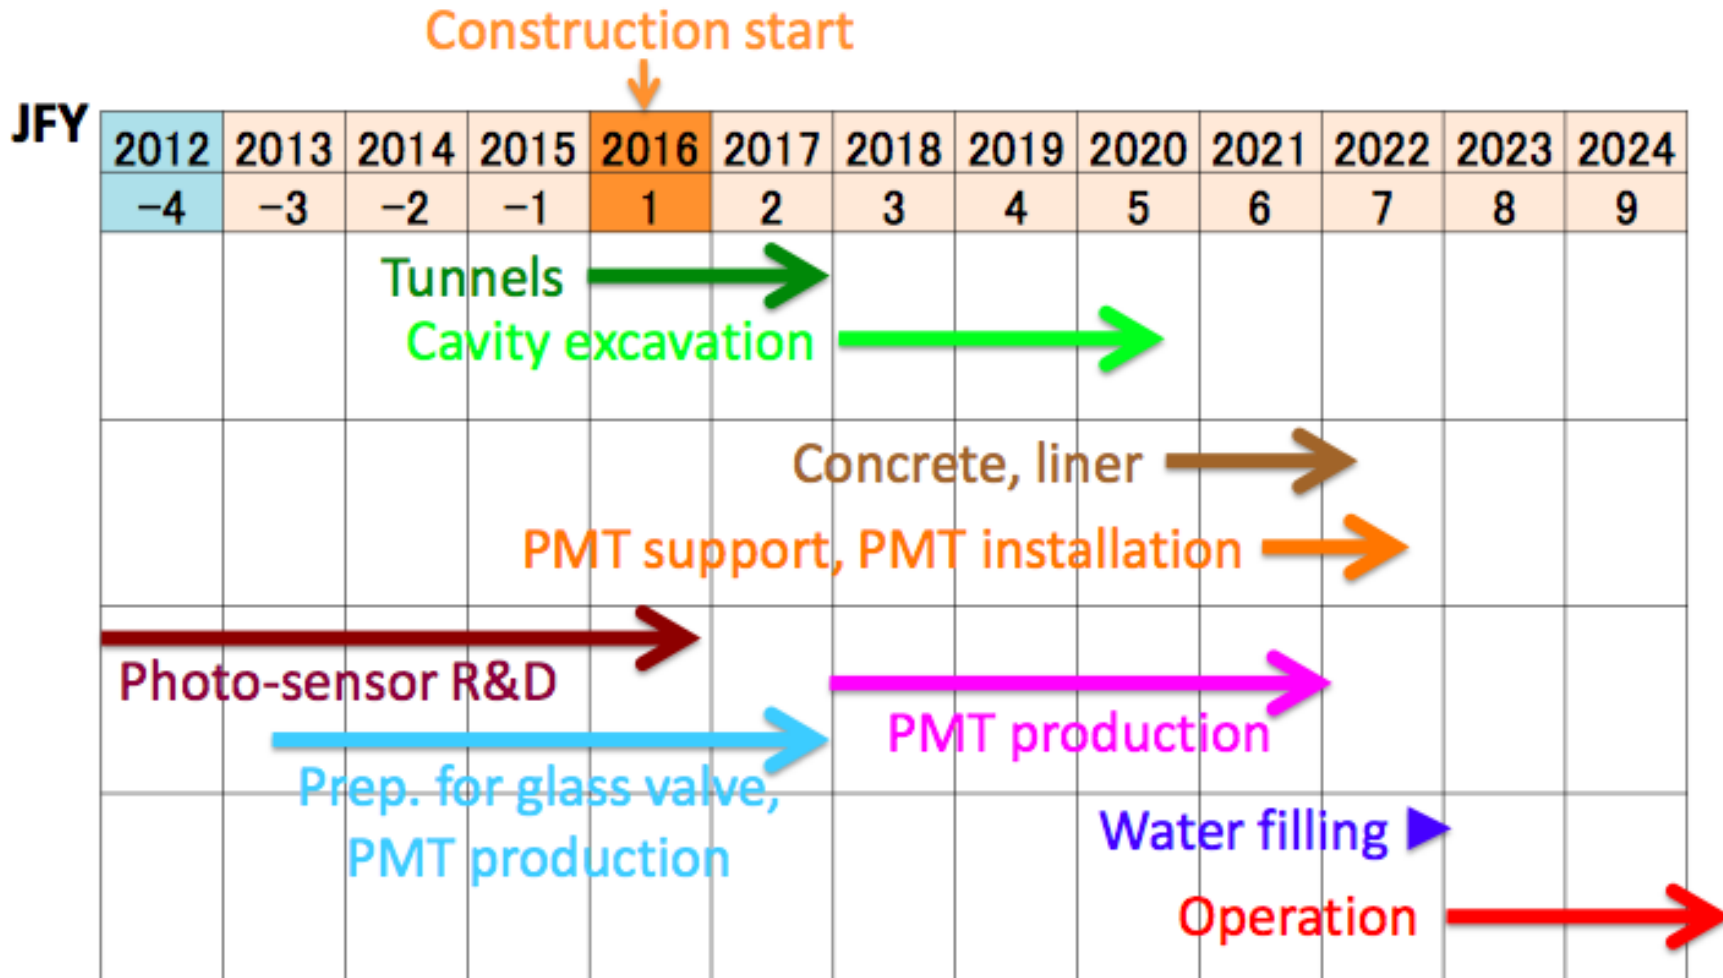 Construction start
JFY
2012 2013 2014 2015 2016 2017 2018 2019 2020 2021 2022 2023 2024
-4 -3 -2 -1 1 2 3 4 5 6 7 8 9
Tunnels
Cavity excavation
Concrete, liner
PMT support, PMT installation
Photo-sensor R&D
PMT production
Prep. for glass valve,
PMT production
Water filling
Operation